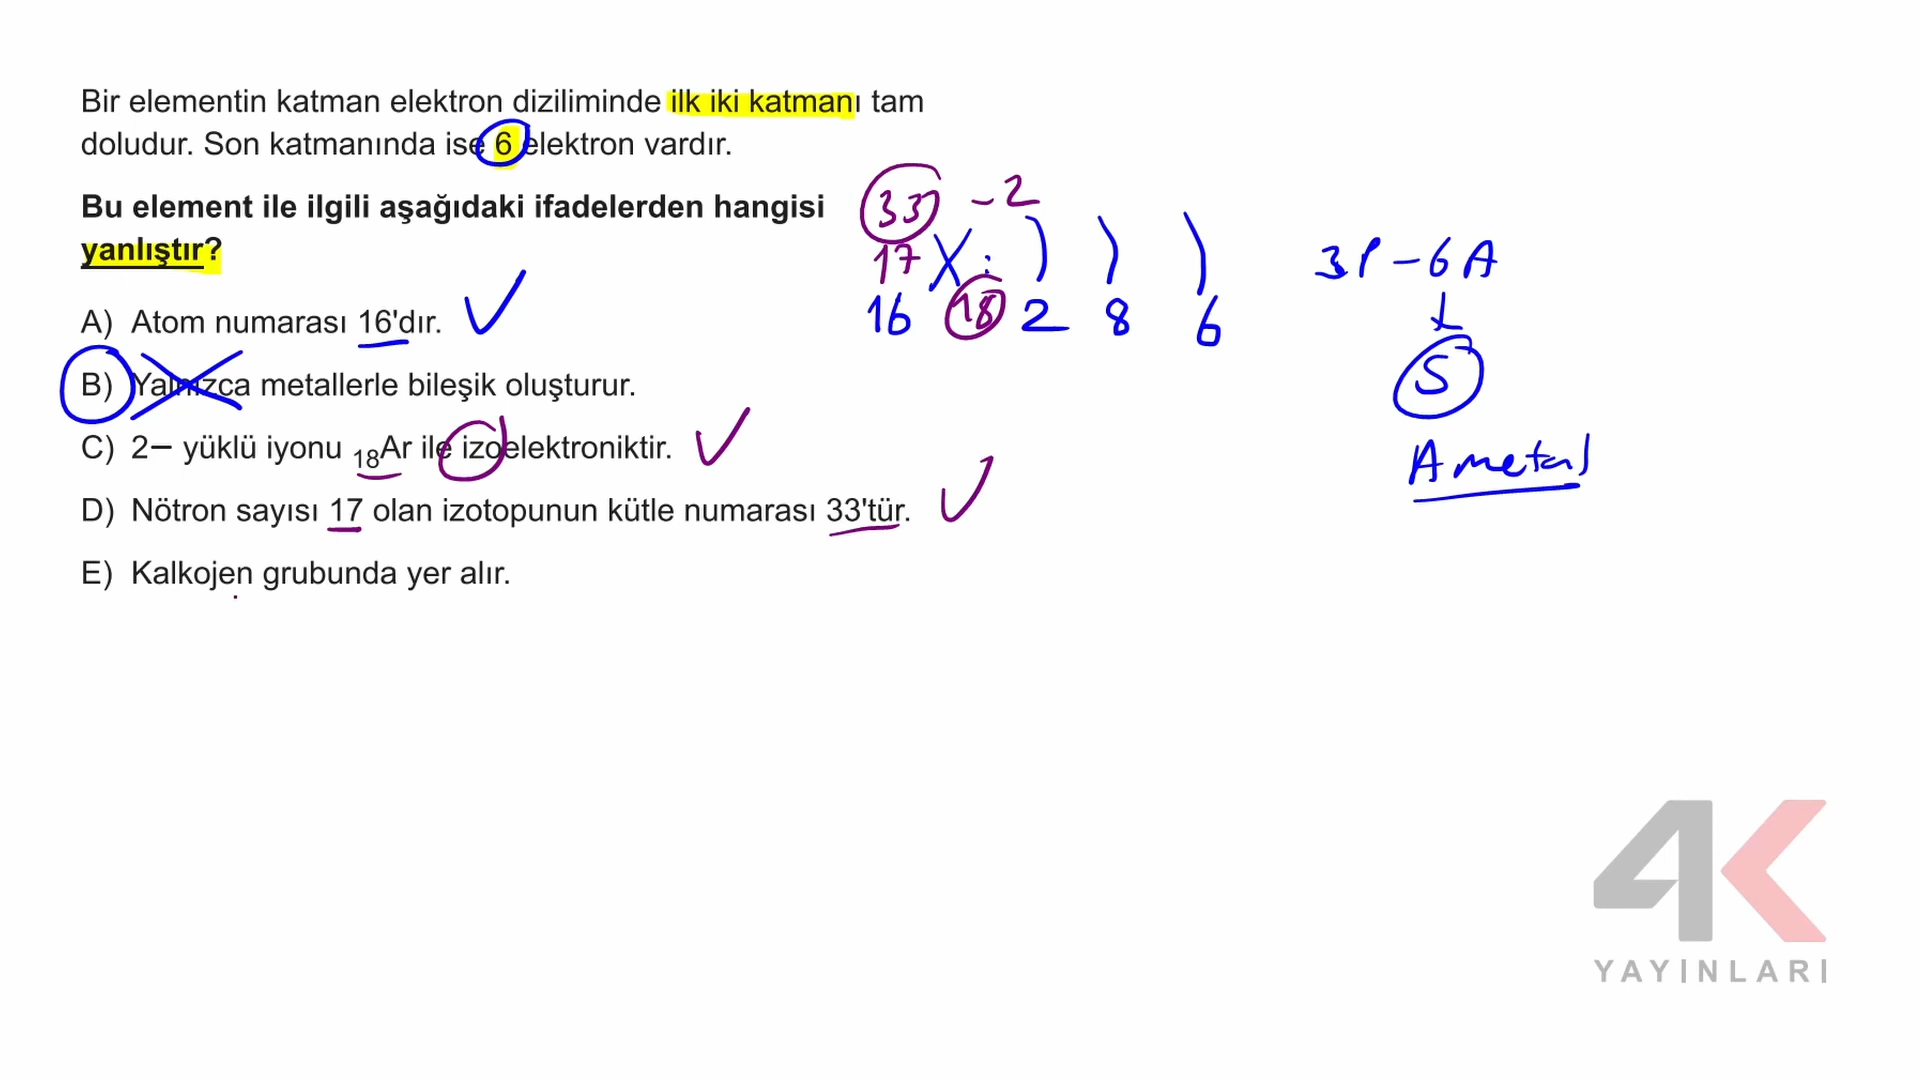 Bir elementin katman elektron diziliminde ilk iki katmanı tam
doludur. Son katmanında ise 6 elektron vardır.
Bu element ile ilgili aşağıdaki ifadelerden hangisi
yanlıştır?
A) Atom numarası 16'dır.
B) Yalnızca metallerle bileşik oluşturur.
C) 2− yüklü iyonu 18Ar ile izoelektroniktir.
D) Nötron sayısı 17 olan izotopunun kütle numarası 33'tür.
E) Kalkojen grubunda yer alır.
33 -2
17 X: ) ) )
16 18 2 8 6
3P-6A
S
Ametal
4K
YAYINLARI